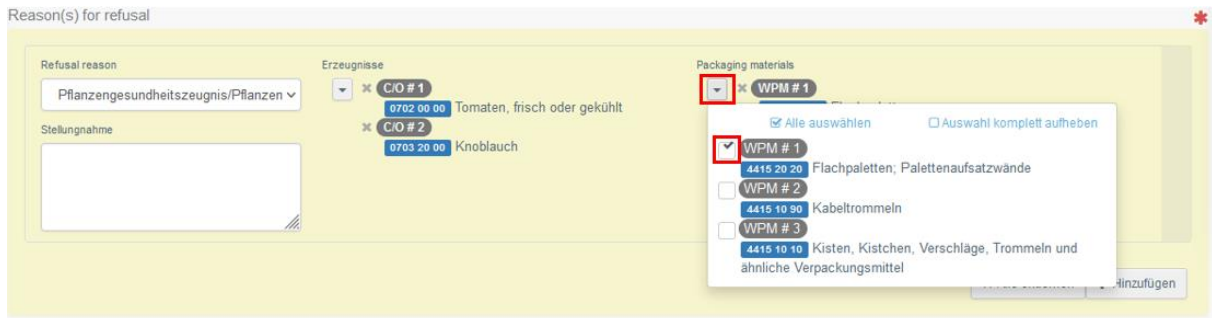 Reason(s) for refusal
Refusal reason
Pflanzengesundheitszeugnis/Pflanzen
Stellungnahme
Erzeugnisse
C/O # 1
0702 00 00 Tomaten, frisch oder gekühlt
C/O # 2
0703 20 00 Knoblauch
Packaging materials
WPM # 1
Alle auswählen
Auswahl komplett aufheben
WPM # 1
4415 20 20 Flachpaletten; Palettenaufsatzwände
WPM # 2
4415 10 90 Kabeltrommeln
WPM # 3
4415 10 10 Kisten, Kistchen, Verschläge, Trommeln und
ähnliche Verpackungsmittel
Hinzufügen